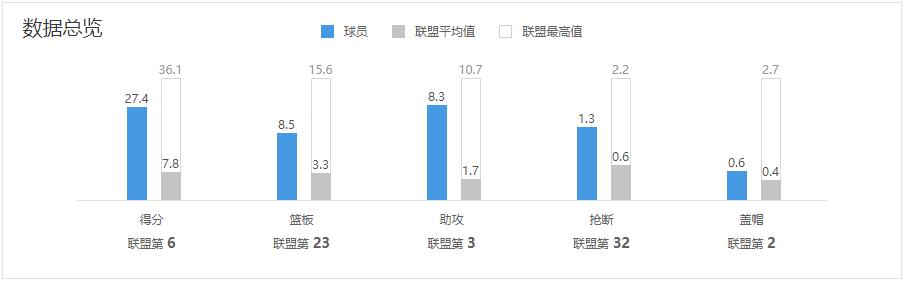 数据总览
球员 联盟平均值 联盟最高值
36.1 15.6 10.7 2.2 2.7
27.4 8.5 8.3 1.3 0.6
7.8 3.3 1.7 0.6 0.4
得分 篮板 助攻 抢断 盖帽
联盟第 6 联盟第 23 联盟第 3 联盟第 32 联盟第 2